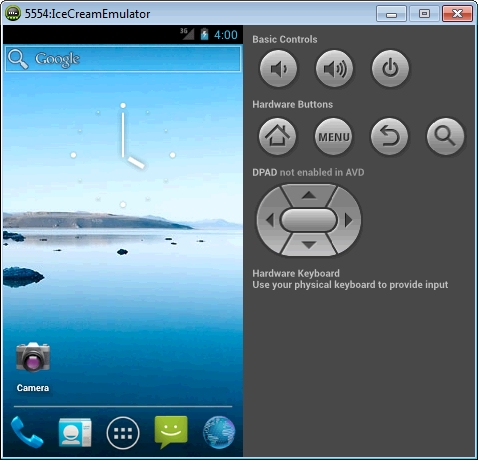 5554:IceCreamEmulator
3G 4:00
Google
Camera
Basic Controls
Hardware Buttons
MENU
DPAD not enabled in AVD
Hardware Keyboard
Use your physical keyboard to provide input